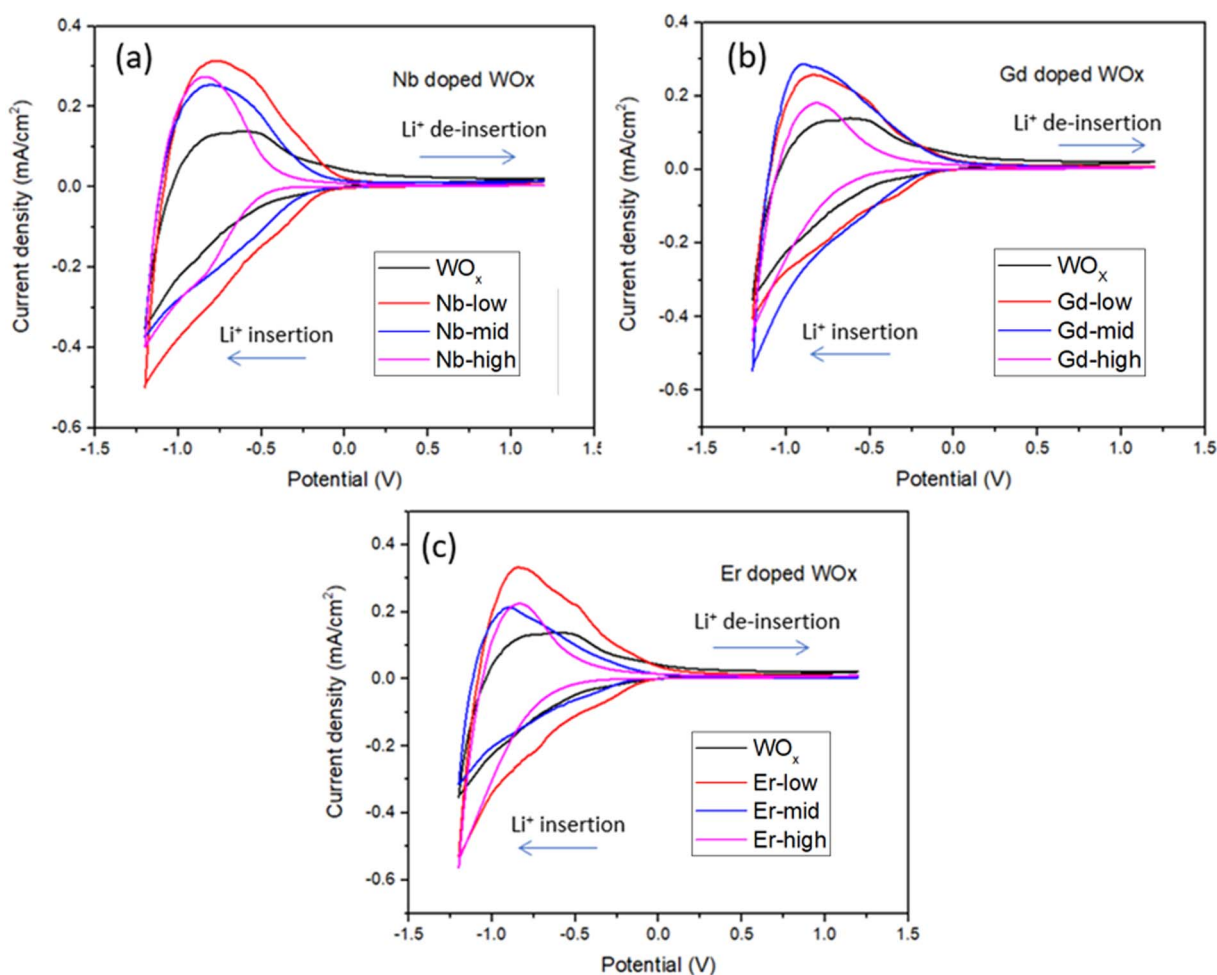 (a)
Nb doped WOx
Li⁺ de-insertion
Li⁺ insertion
WOₓ
Nb-low
Nb-mid
Nb-high
Current density (mA/cm²)
0.4
0.2
0.0
-0.2
-0.4
-0.6
-1.5
-1.0
-0.5
0.0
0.5
1.0
1.5
Potential (V)
(b)
Gd doped WOx
Li⁺ de-insertion
Li⁺ insertion
WOₓ
Gd-low
Gd-mid
Gd-high
Current density (mA/cm²)
0.4
0.2
0.0
-0.2
-0.4
-0.6
-1.5
-1.0
-0.5
0.0
0.5
1.0
1.5
Potential (V)
(c)
Er doped WOx
Li⁺ de-insertion
Li⁺ insertion
WOₓ
Er-low
Er-mid
Er-high
Current density (mA/cm²)
0.4
0.2
0.0
-0.2
-0.4
-0.6
-1.5
-1.0
-0.5
0.0
0.5
1.0
1.5
Potential (V)